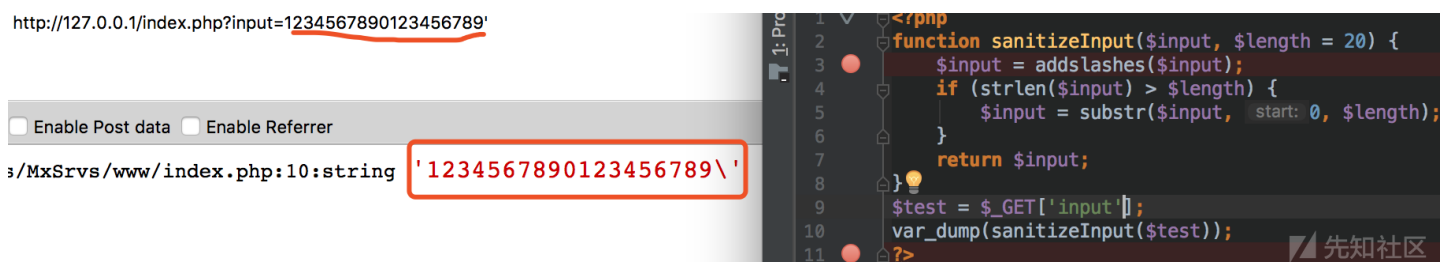 http://127.0.0.1/index.php?input=1234567890123456789'
Enable Post data Enable Referrer
s/MxSrvs/www/index.php:10:string '1234567890123456789\'
1: Pro
1 <?php
2 function sanitizeInput($input, $length = 20) {
3 $input = addslashes($input);
4 if (strlen($input) > $length) {
5 $input = substr($input, start: 0, $length);
6 }
7 return $input;
8 }
9 $test = $_GET['input'];
10 var_dump(sanitizeInput($test));
11 ?>
先知社区